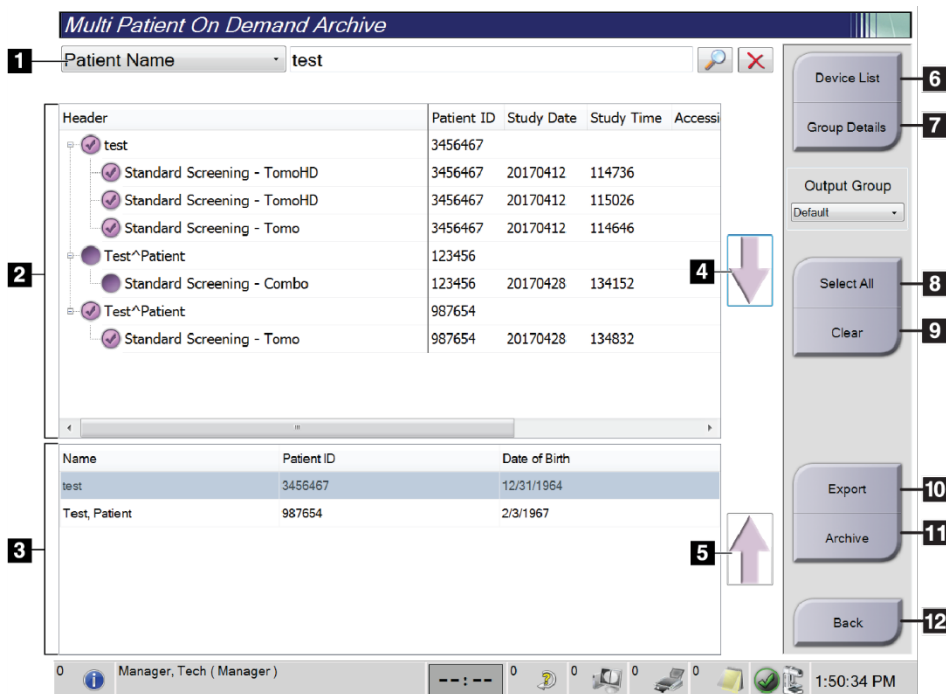 Multi Patient On Demand Archive
1 Patient Name test
Header Patient ID Study Date Study Time Accessi
test 3456467
Standard Screening - TomoHD 3456467 20170412 114736
Standard Screening - TomoHD 3456467 20170412 115026
Standard Screening - Tomo 3456467 20170412 114646
Test^Patient 123456
Standard Screening - Combo 123456 20170428 134152
Test^Patient 987654
Standard Screening - Tomo 987654 20170428 134832
2
4
Name Patient ID Date of Birth
test 3456467 12/31/1964
Test, Patient 987654 2/3/1967
3
5
Device List 6
Group Details 7
Output Group
Default
Select All 8
Clear 9
Export 10
Archive 11
Back 12
0 Manager, Tech ( Manager ) --:-- 0 0 0 0 1:50:34 PM